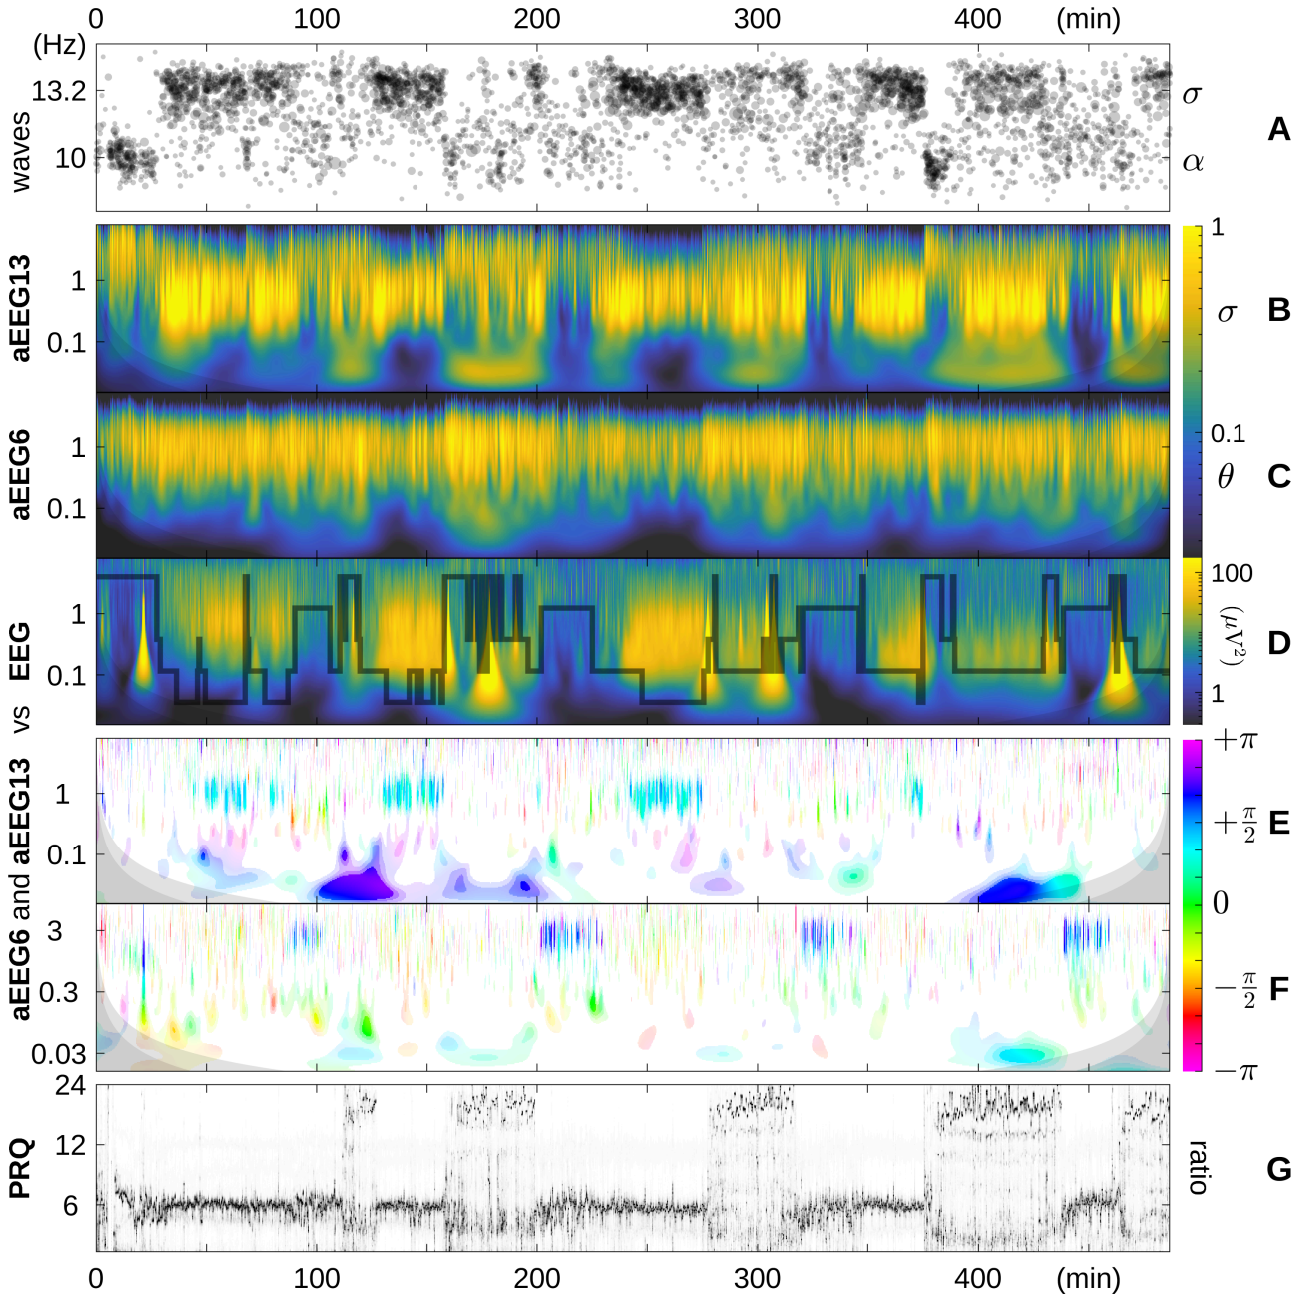 0 100 200 300 400 (min)
(Hz)
13.2
10
waves
σ
α
A
aEEG13
1
0.1
1
σ
B
aEEG6
1
0.1
0.1
θ
C
vs EEG
1
0.1
100
(μV²)
1
D
aEEG6 and aEEG13
1
0.1
+π
+π/2
E
3
0.3
0.03
0
−π/2
−π
F
PRQ
24
12
6
ratio
G
0 100 200 300 400 (min)